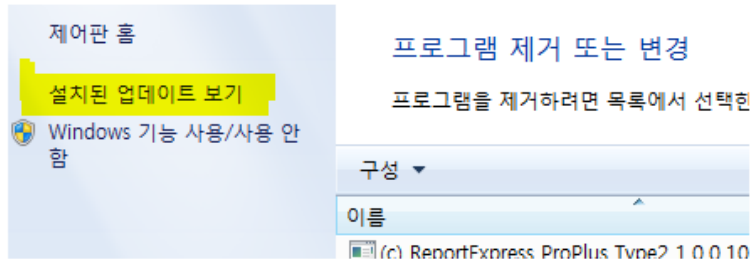 제어판 홈
프로그램 제거 또는 변경
설치된 업데이트 보기
프로그램을 제거하려면 목록에서 선택한
Windows 기능 사용/사용 안
함
구성
이름
(c) ReportExpress ProPlus Type2 1.0.0.10